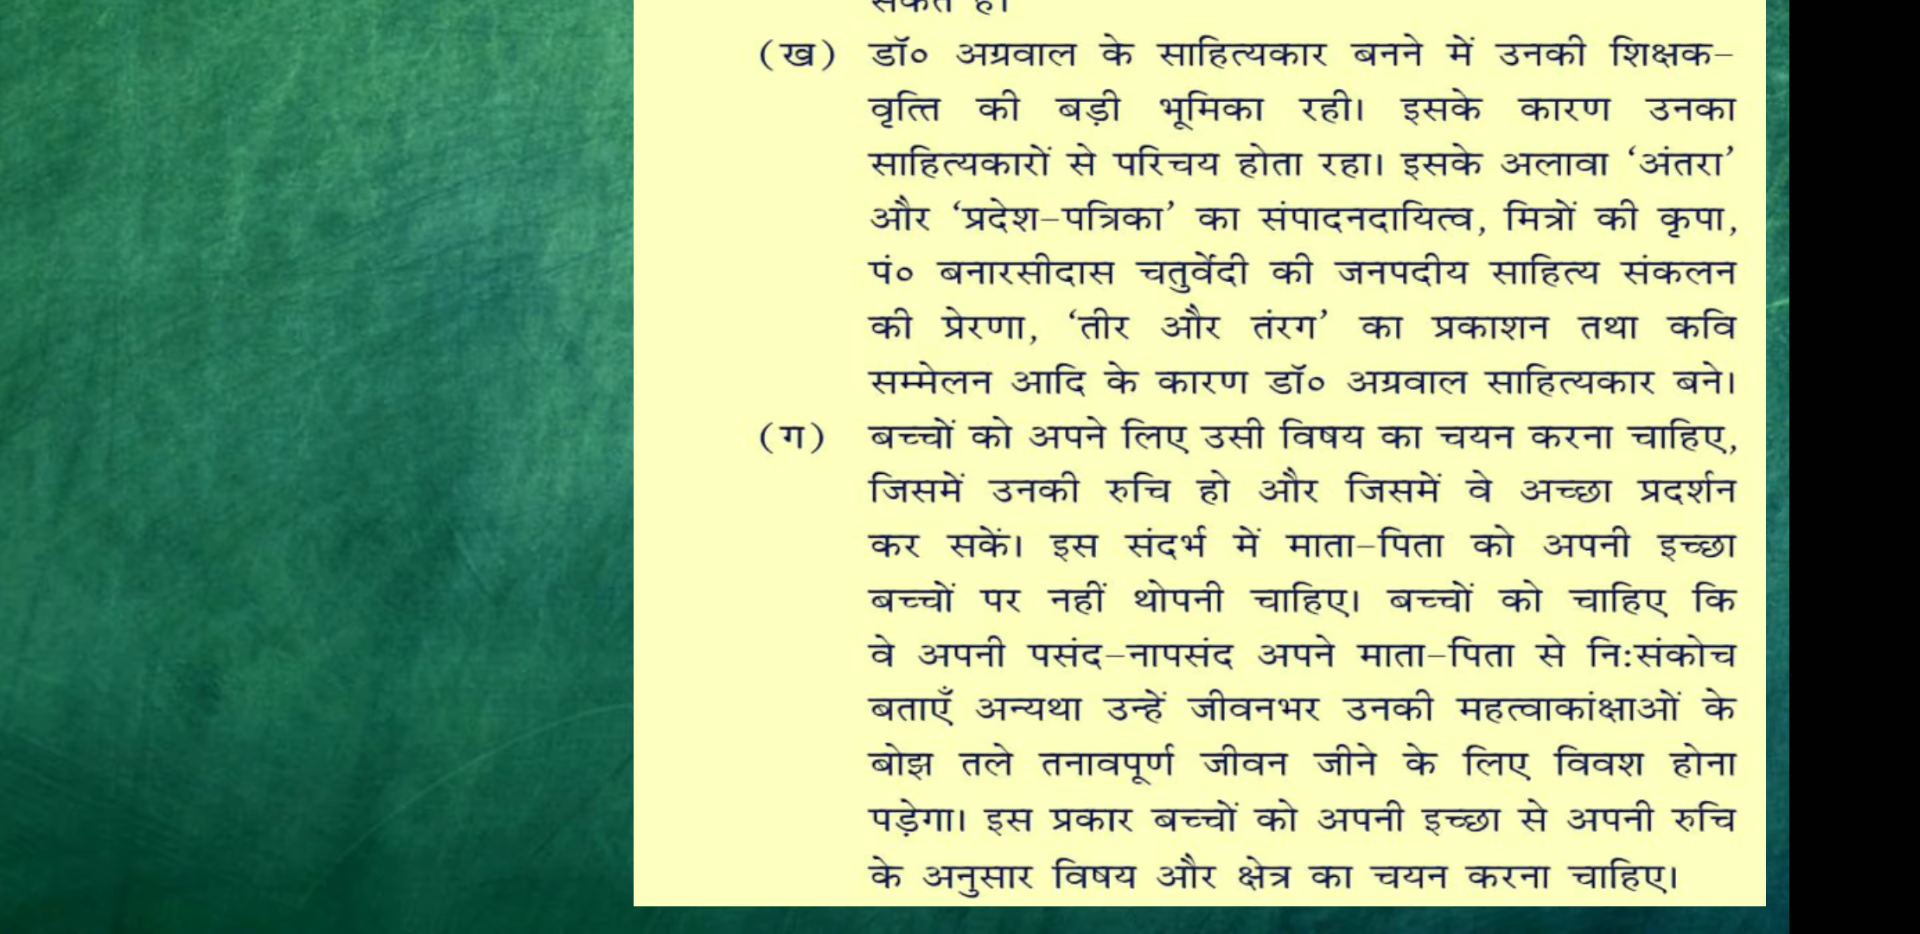 (ख) डॉ० अग्रवाल के साहित्यकार बनने में उनकी शिक्षक-
वृत्ति की बड़ी भूमिका रही। इसके कारण उनका
साहित्यकारों से परिचय होता रहा। इसके अलावा ‘अंतरा’
और ‘प्रदेश-पत्रिका’ का संपादनदायित्व, मित्रों की कृपा,
पं० बनारसीदास चतुर्वेदी की जनपदीय साहित्य संकलन
की प्रेरणा, ‘तीर और तंरग’ का प्रकाशन तथा कवि
सम्मेलन आदि के कारण डॉ० अग्रवाल साहित्यकार बने।
(ग) बच्चों को अपने लिए उसी विषय का चयन करना चाहिए,
जिसमें उनकी रुचि हो और जिसमें वे अच्छा प्रदर्शन
कर सकें। इस संदर्भ में माता-पिता को अपनी इच्छा
बच्चों पर नहीं थोपनी चाहिए। बच्चों को चाहिए कि
वे अपनी पसंद-नापसंद अपने माता-पिता से नि:संकोच
बताएँ अन्यथा उन्हें जीवनभर उनकी महत्वाकांक्षाओं के
बोझ तले तनावपूर्ण जीवन जीने के लिए विवश होना
पड़ेगा। इस प्रकार बच्चों को अपनी इच्छा से अपनी रुचि
के अनुसार विषय और क्षेत्र का चयन करना चाहिए।